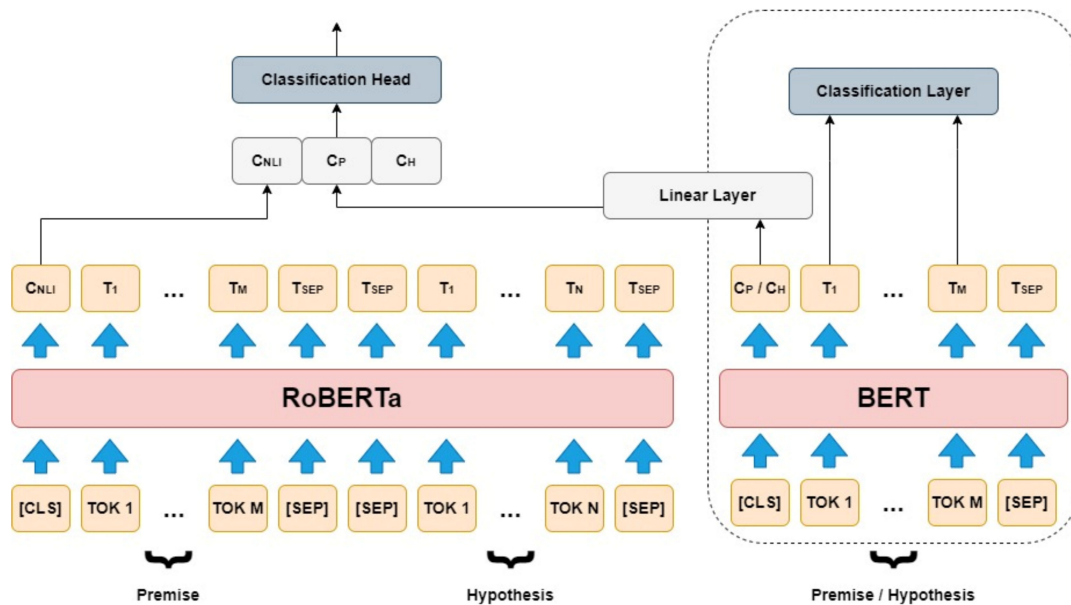 Classification Head
Classification Layer
CNLI CP CH
Linear Layer
CNLI T1 ... TM TSEP TSEP T1 ... TN TSEP
CP / CH T1 ... TM TSEP
RoBERTa
BERT
[CLS] TOK 1 ... TOK M [SEP] [SEP] TOK 1 ... TOK N [SEP]
[CLS] TOK 1 ... TOK M [SEP]
Premise
Hypothesis
Premise / Hypothesis